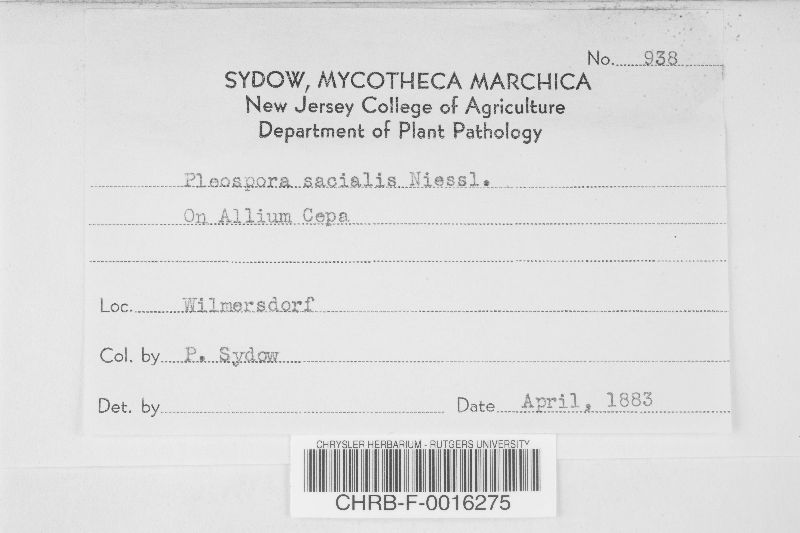 No. 938
SYDOW, MYCOTHECA MARCHICA
New Jersey College of Agriculture
Department of Plant Pathology
Pleospora sacialis Niessl.
On Allium Cepa
Loc. Wilmersdorf
Col. by P. Sydow
Det. by
Date April, 1883
CHRYSLER HERBARIUM - RUTGERS UNIVERSITY
CHRB-F-0016275